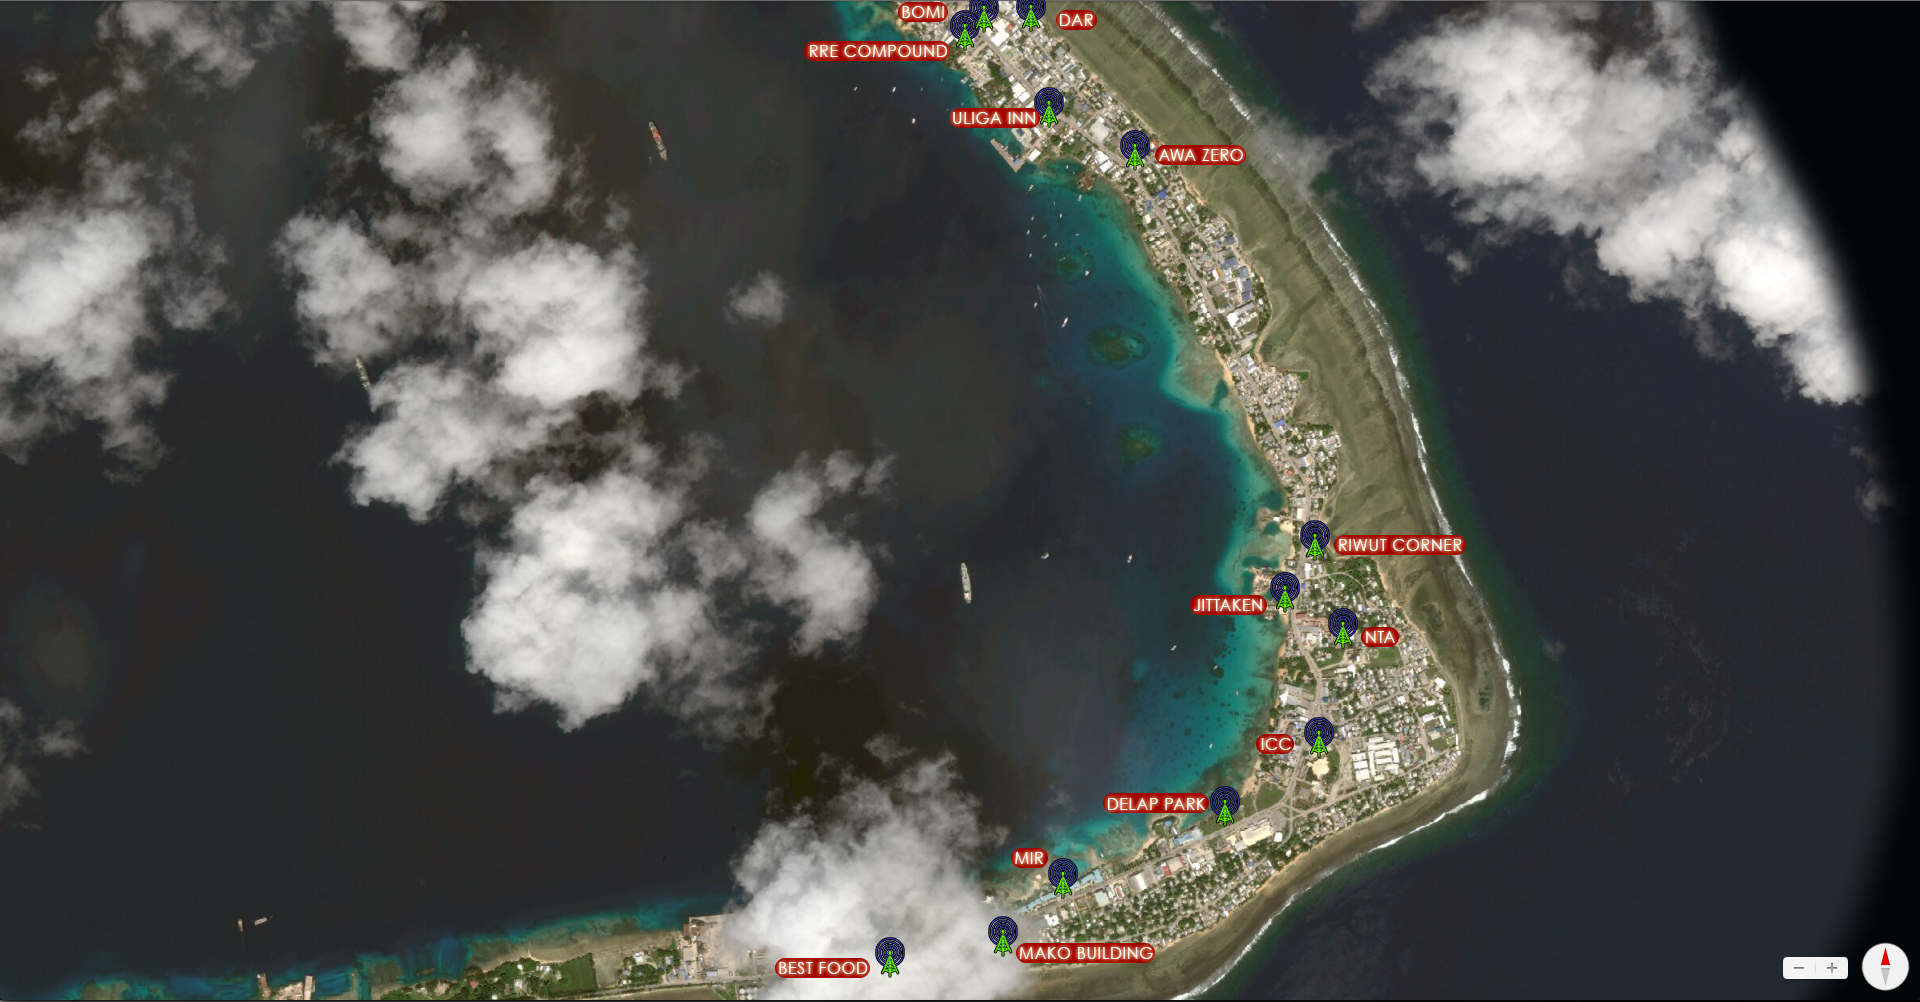 BOMI
DAR
RRE COMPOUND
ULIGA INN
AWA ZERO
RIWUT CORNER
JITTAKEN
NTA
ICC
DELAP PARK
MIR
MAKO BUILDING
BEST FOOD